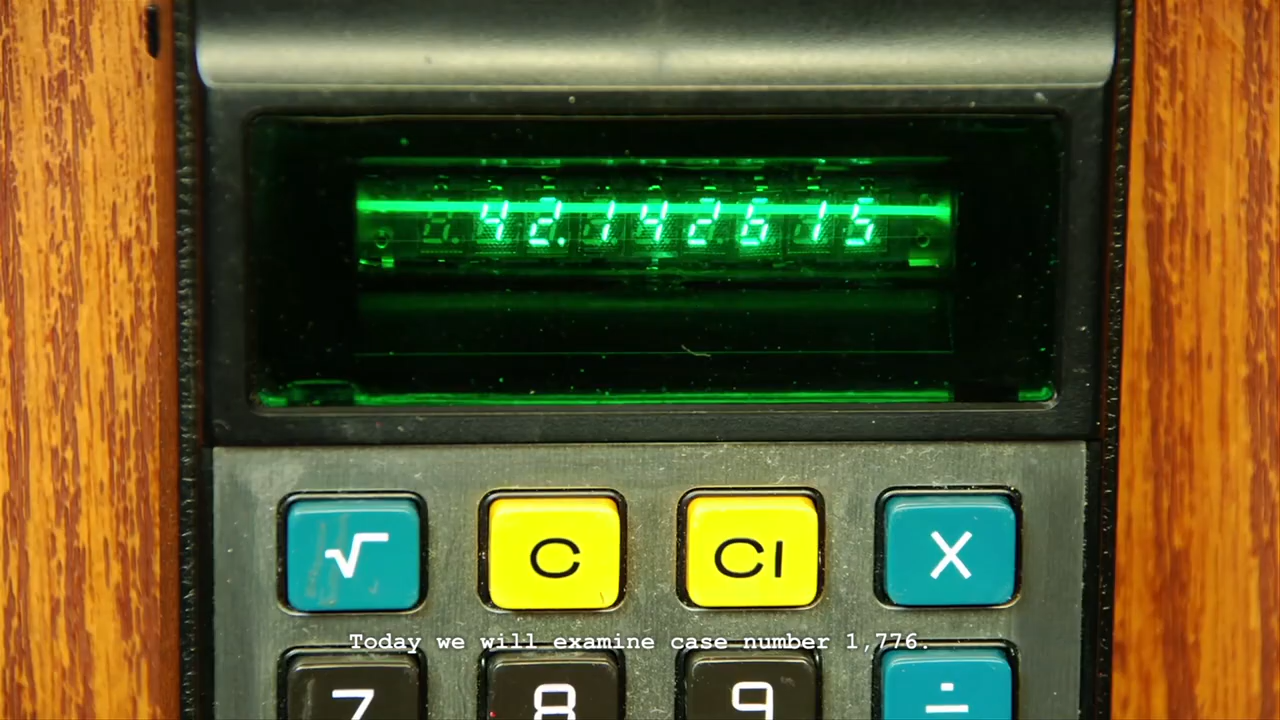 42.142615
√ C CI X
Today we will examine case number 1,776.
7 8 9 ÷